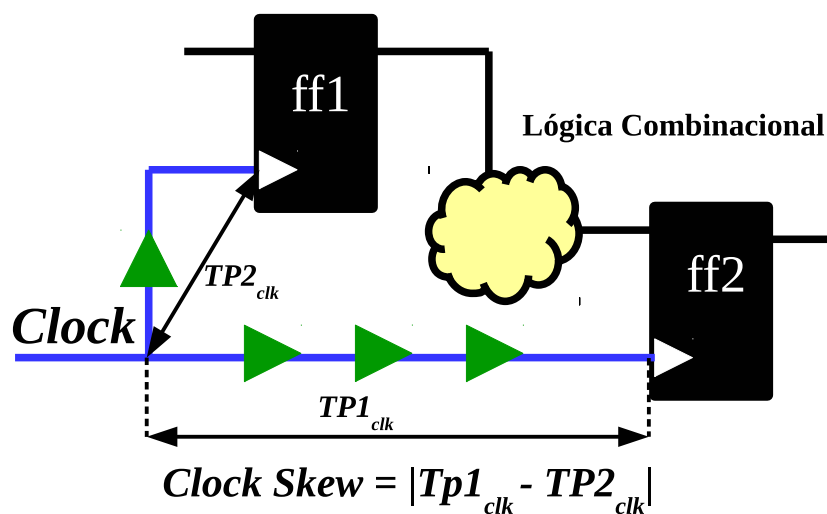 ff1
Lógica Combinacional
ff2
TP2clk
Clock
TP1clk
Clock Skew = |Tp1clk - TP2clk|